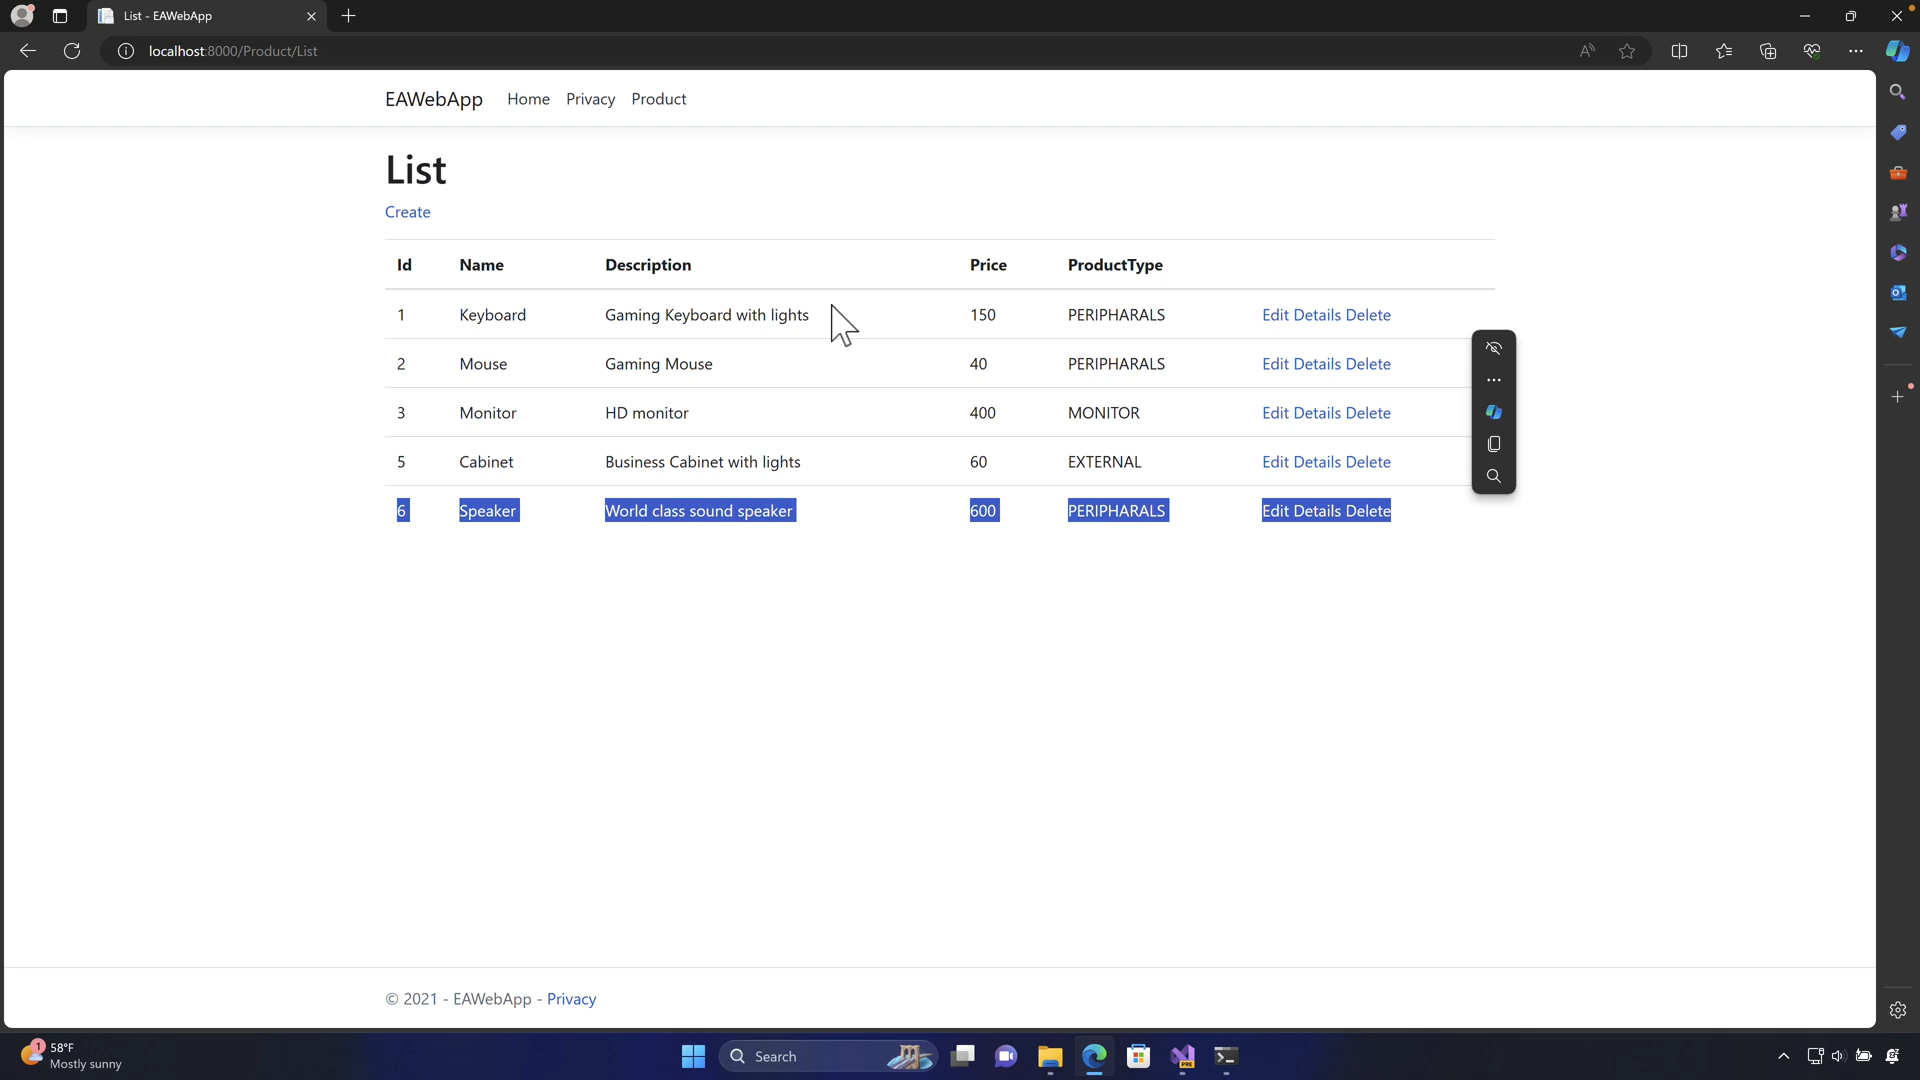 List - EAWebApp
localhost:8000/Product/List
EAWebApp Home Privacy Product
List
Create
Id Name Description Price ProductType
1 Keyboard Gaming Keyboard with lights 150 PERIPHARALS Edit Details Delete
2 Mouse Gaming Mouse 40 PERIPHARALS Edit Details Delete
3 Monitor HD monitor 400 MONITOR Edit Details Delete
5 Cabinet Business Cabinet with lights 60 EXTERNAL Edit Details Delete
6 Speaker World class sound speaker 600 PERIPHARALS Edit Details Delete
© 2021 - EAWebApp - Privacy
1 58°F
Mostly sunny
Search
PRE